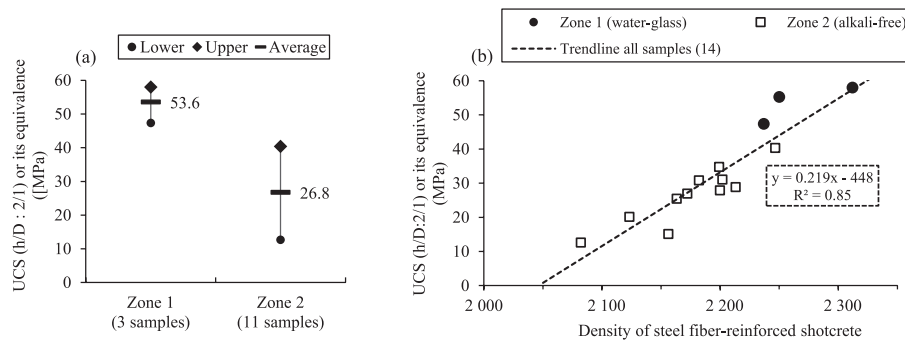 (a)
Lower Upper Average
UCS (h/D : 2/1) or its equivalence
([MPa)
60
50
40
30
20
10
0
53.6
26.8
Zone 1
(3 samples)
Zone 2
(11 samples)
(b)
Zone 1 (water-glass) Zone 2 (alkali-free)
Trendline all samples (14)
UCS (h/D:2/1) or its equivalence
(MPa)
60
50
40
30
20
10
0
y = 0.219x - 448
R² = 0.85
2 000 2 100 2 200 2 300
Density of steel fiber-reinforced shotcrete